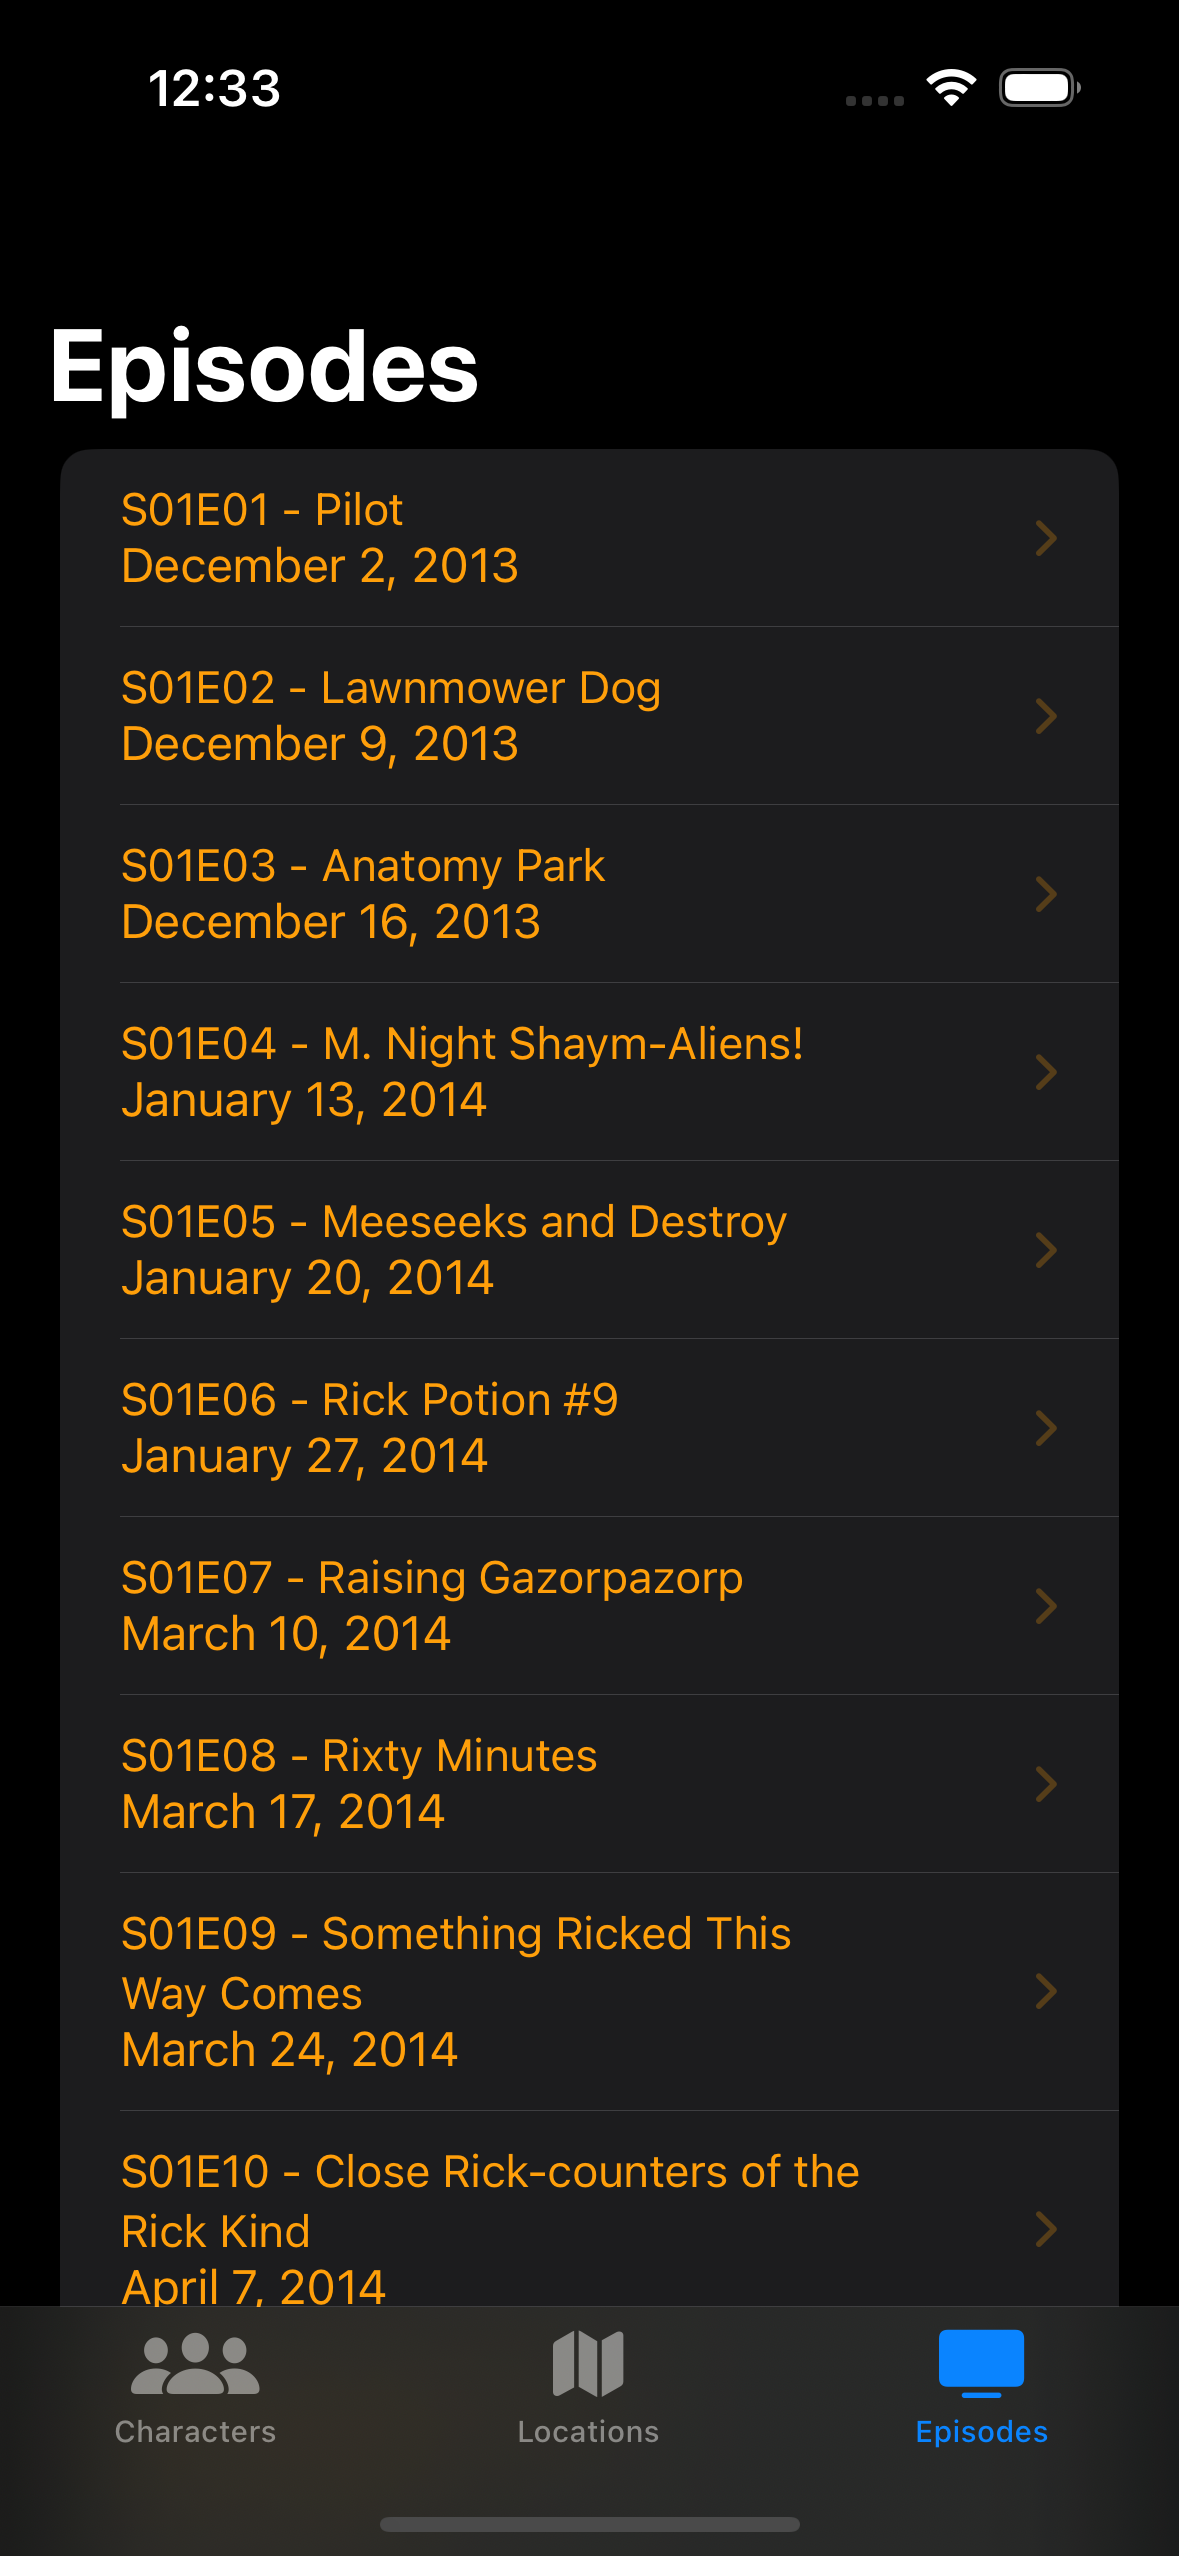 12:33
Episodes
S01E01 - Pilot
December 2, 2013
S01E02 - Lawnmower Dog
December 9, 2013
S01E03 - Anatomy Park
December 16, 2013
S01E04 - M. Night Shaym-Aliens!
January 13, 2014
S01E05 - Meeseeks and Destroy
January 20, 2014
S01E06 - Rick Potion #9
January 27, 2014
S01E07 - Raising Gazorpazorp
March 10, 2014
S01E08 - Rixty Minutes
March 17, 2014
S01E09 - Something Ricked This
Way Comes
March 24, 2014
S01E10 - Close Rick-counters of the
Rick Kind
April 7, 2014
Characters
Locations
Episodes